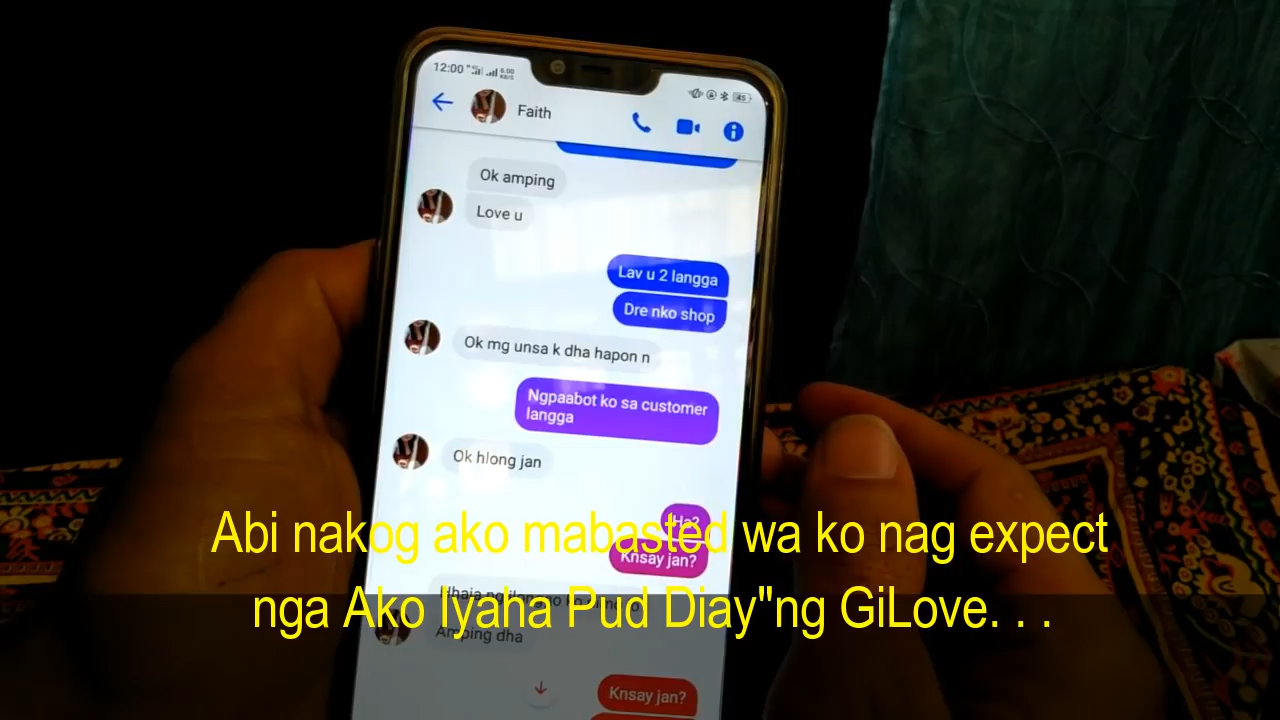 12:00
Faith
Ok amping
Love u
Lav u 2 langga
Dre nko shop
Ok mg unsa k dha hapon n
Ngpaabot ko sa customer
langga
Ok hlong jan
Ha?
Abi nakog ako mabasted wa ko nag expect
Knsay jan?
nga Ako Iyaha Pud Diay"ng GiLove. . .
Amping dha
Knsay jan?